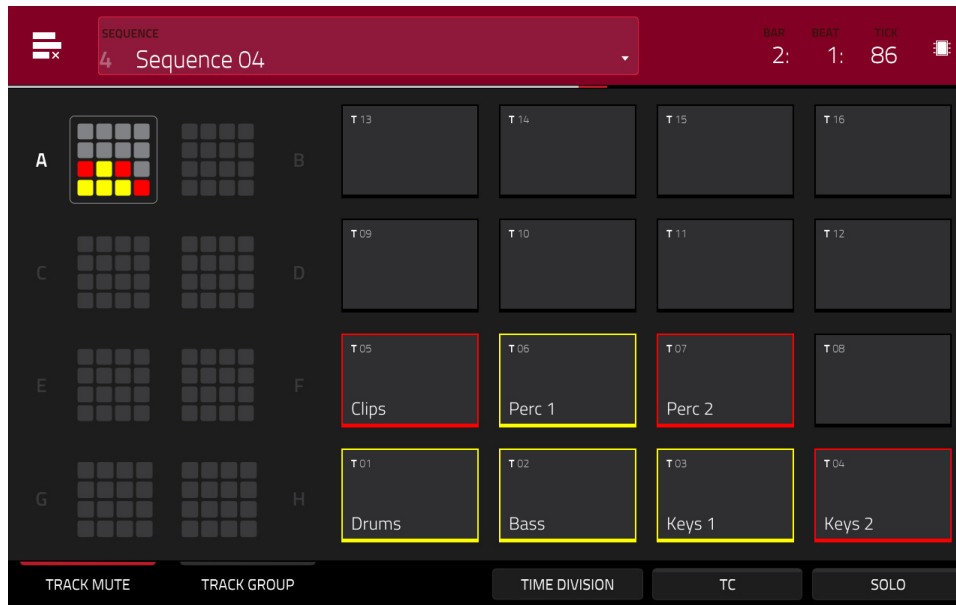 SEQUENCE
4 Sequence 04
BAR BEAT TICK
2: 1: 86
A B
C D
E F
G H
T 13 T 14 T 15 T 16
T 09 T 10 T 11 T 12
T 05 T 06 T 07 T 08
Clips Perc 1 Perc 2
T 01 T 02 T 03 T 04
Drums Bass Keys 1 Keys 2
TRACK MUTE TRACK GROUP TIME DIVISION TC SOLO